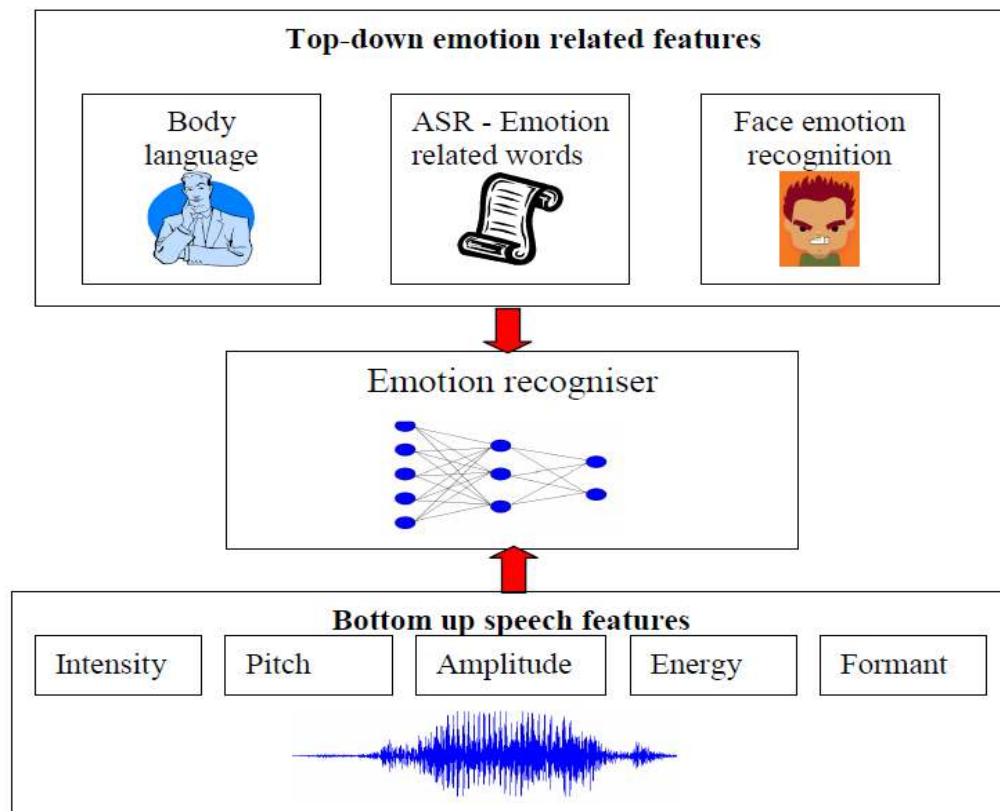 Top-down emotion related features
Body
language
ASR - Emotion
related words
Face emotion
recognition
Emotion recogniser
Bottom up speech features
Intensity
Pitch
Amplitude
Energy
Formant